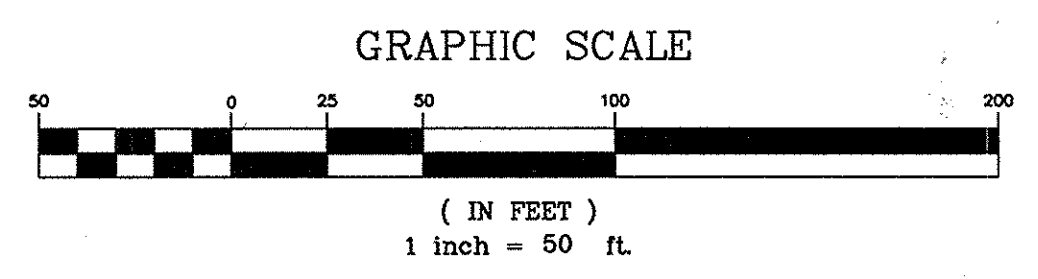 GRAPHIC SCALE
50 0 25 50 100 200
( IN FEET )
1 inch = 50 ft.